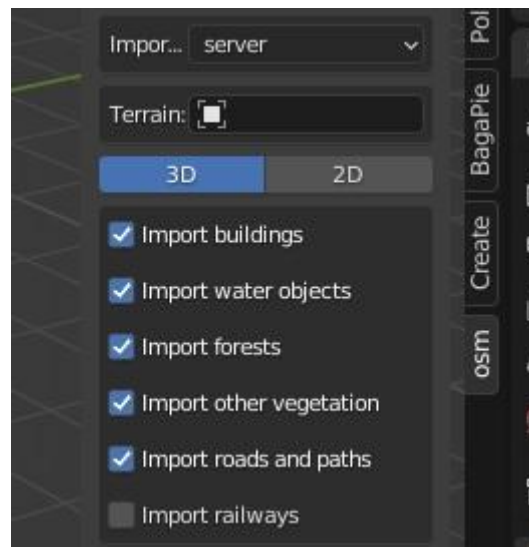 Impor... server
Terrain:
3D 2D
Import buildings
Import water objects
Import forests
Import other vegetation
Import roads and paths
Import railways
Pol
BagaPie
Create
osm